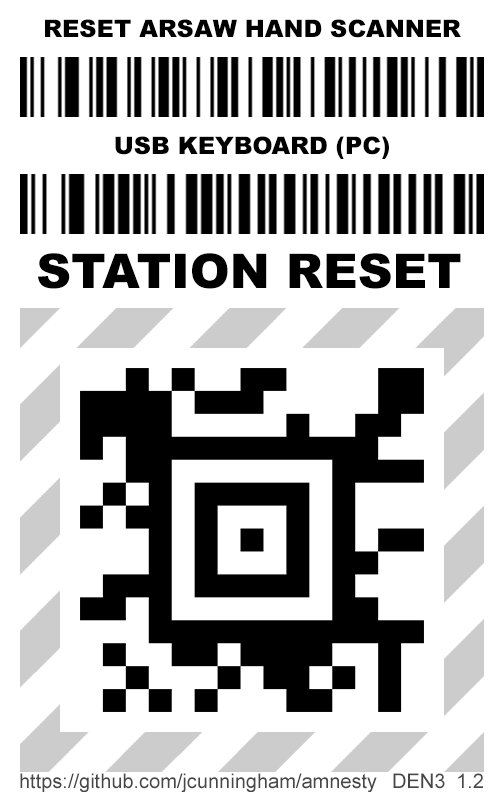 RESET ARSAW HAND SCANNER
USB KEYBOARD (PC)
STATION RESET
https://github.com/jcunningham/amnesty DEN3 1.2